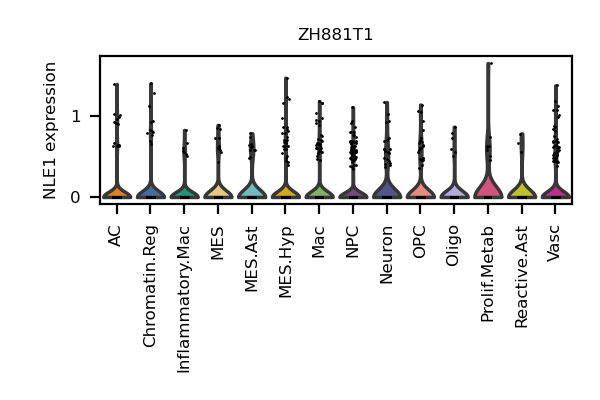 ZH881T1
NLE1 expression
1
0
AC
Chromatin.Reg
Inflammatory.Mac
MES
MES.Ast
MES.Hyp
Mac
NPC
Neuron
OPC
Oligo
Prolif.Metab
Reactive.Ast
Vasc